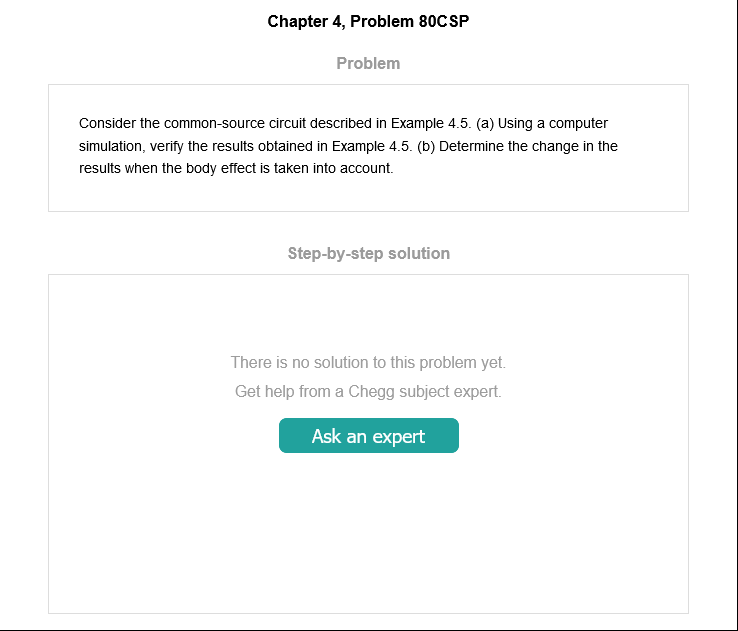 Chapter 4, Problem 80CSP
Problem
Consider the common-source circuit described in Example 4.5. (a) Using a computer
simulation, verify the results obtained in Example 4.5. (b) Determine the change in the
results when the body effect is taken into account.
Step-by-step solution
There is no solution to this problem yet.
Get help from a Chegg subject expert.
Ask an expert